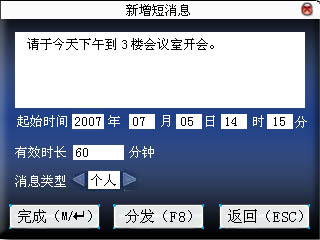 新增短消息
请于今天下午到 3 楼会议室开会。
起始时间 2007 年 07 月 05 日 14 时 15 分
有效时长 60 分钟
消息类型 个人
完成（M/↵） 分发（F8） 返回（ESC）